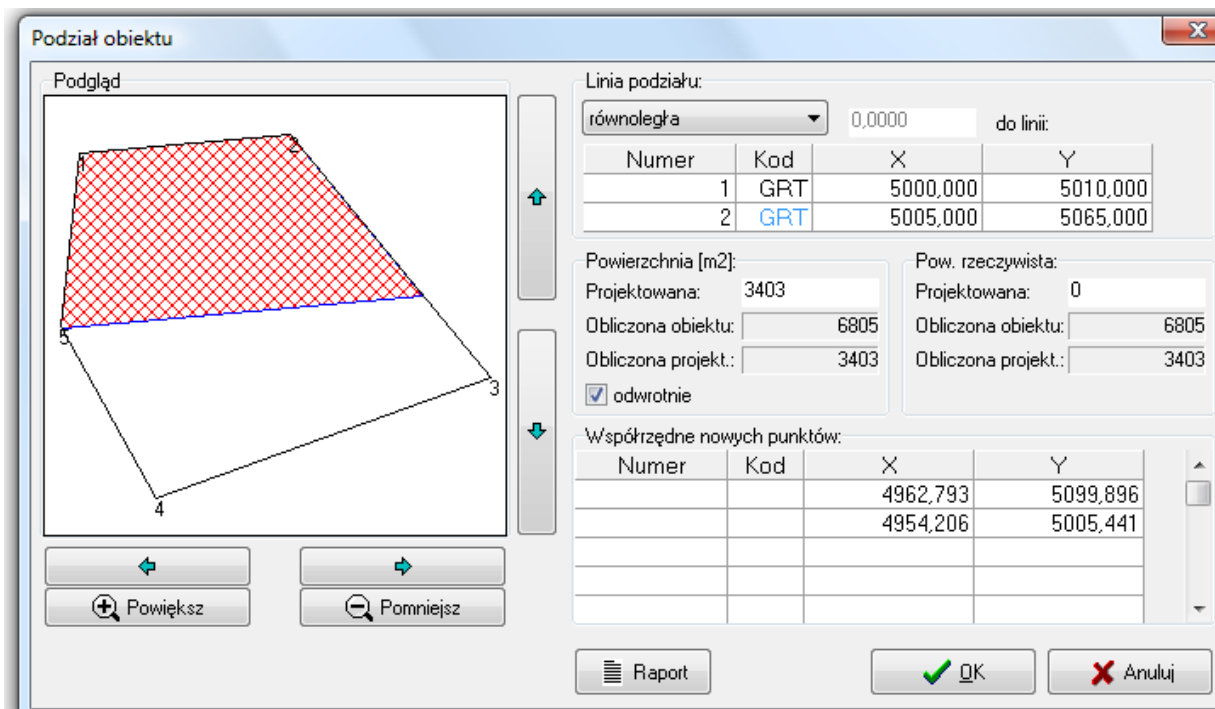 Podział obiektu
Podgląd
1
2
3
4
5
Powiększ
Pomniejsz
Linia podziału:
równoległa 0,0000 do linii:
Numer Kod X Y
1 GRT 5000,000 5010,000
2 GRT 5005,000 5065,000
Powierzchnia [m2]:
Projektowana: 3403
Obliczona obiektu: 6805
Obliczona projekt.: 3403
odwrotnie
Pow. rzeczywista:
Projektowana: 0
Obliczona obiektu: 6805
Obliczona projekt.: 3403
Współrzędne nowych punktów:
Numer Kod X Y
4962,793 5099,896
4954,206 5005,441
Raport
OK
Anuluj